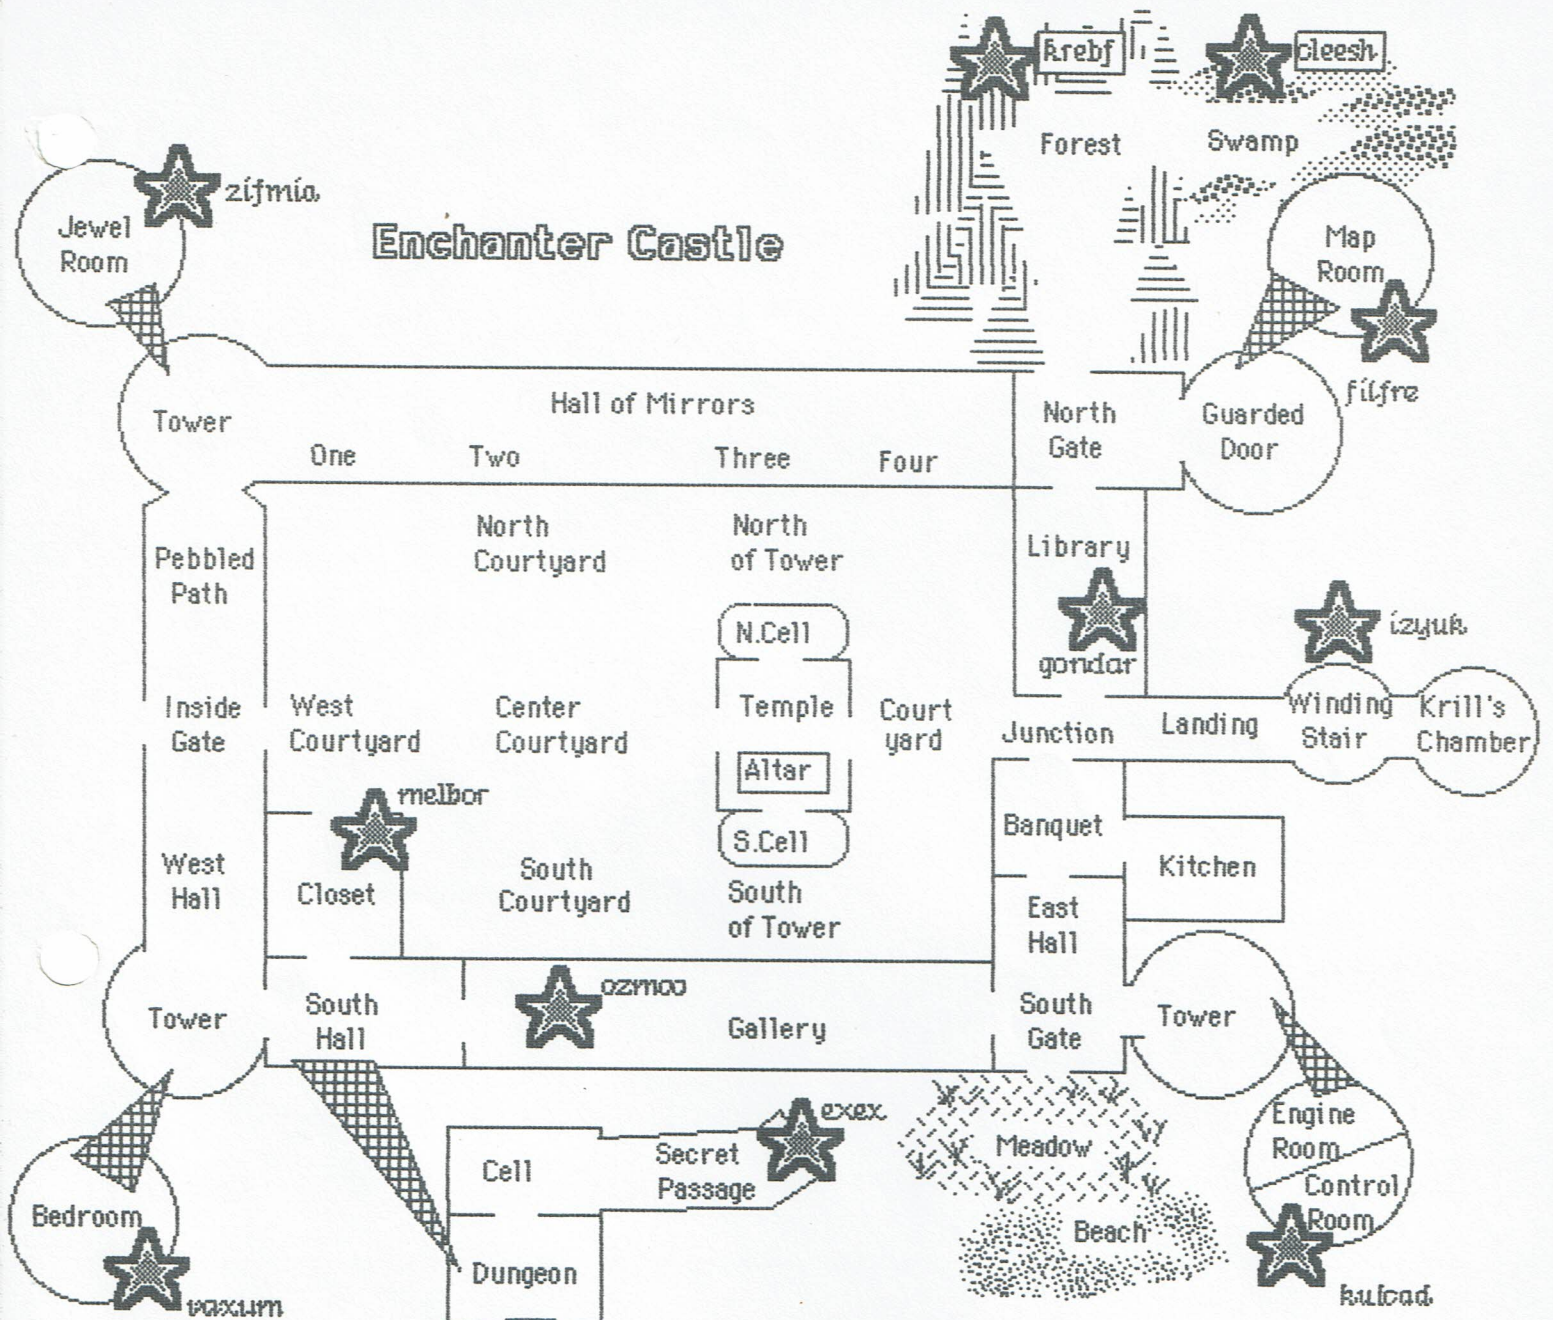 krebf
cleesh
Forest
Swamp
zifmia
Jewel
Room
Enchanter Castle
Map
Room
filfre
Tower
Hall of Mirrors
One
Two
Three
Four
North
Gate
Guarded
Door
Pebbled
Path
North
Courtyard
North
of Tower
Library
gondar
izyuk
N.Cell
Inside
Gate
West
Courtyard
Center
Courtyard
Temple
Court
yard
Junction
Landing
Winding
Stair
Krill's
Chamber
Altar
melbor
Banquet
S.Cell
West
Hall
Closet
South
Courtyard
South
of Tower
East
Hall
Kitchen
Tower
South
Hall
ozmoo
Gallery
South
Gate
Tower
exex
Cell
Secret
Passage
Meadow
Engine
Room
Control
Room
Bedroom
Beach
Dungeon
vaxum
kulcad